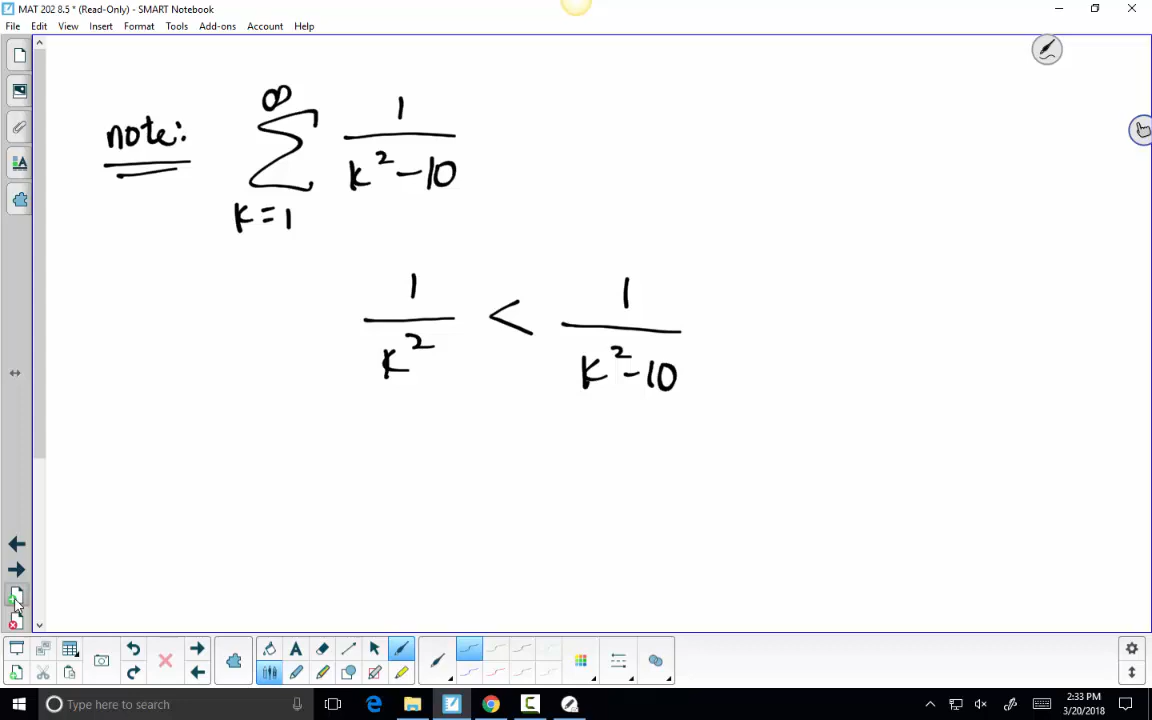 MAT 202 8.5 * (Read-Only) - SMART Notebook
File Edit View Insert Format Tools Add-ons Account Help
note: ∞ ∑ k=1 1/(k²-10)
1/k² < 1/(k²-10)
Type here to search
2:33 PM
3/20/2018